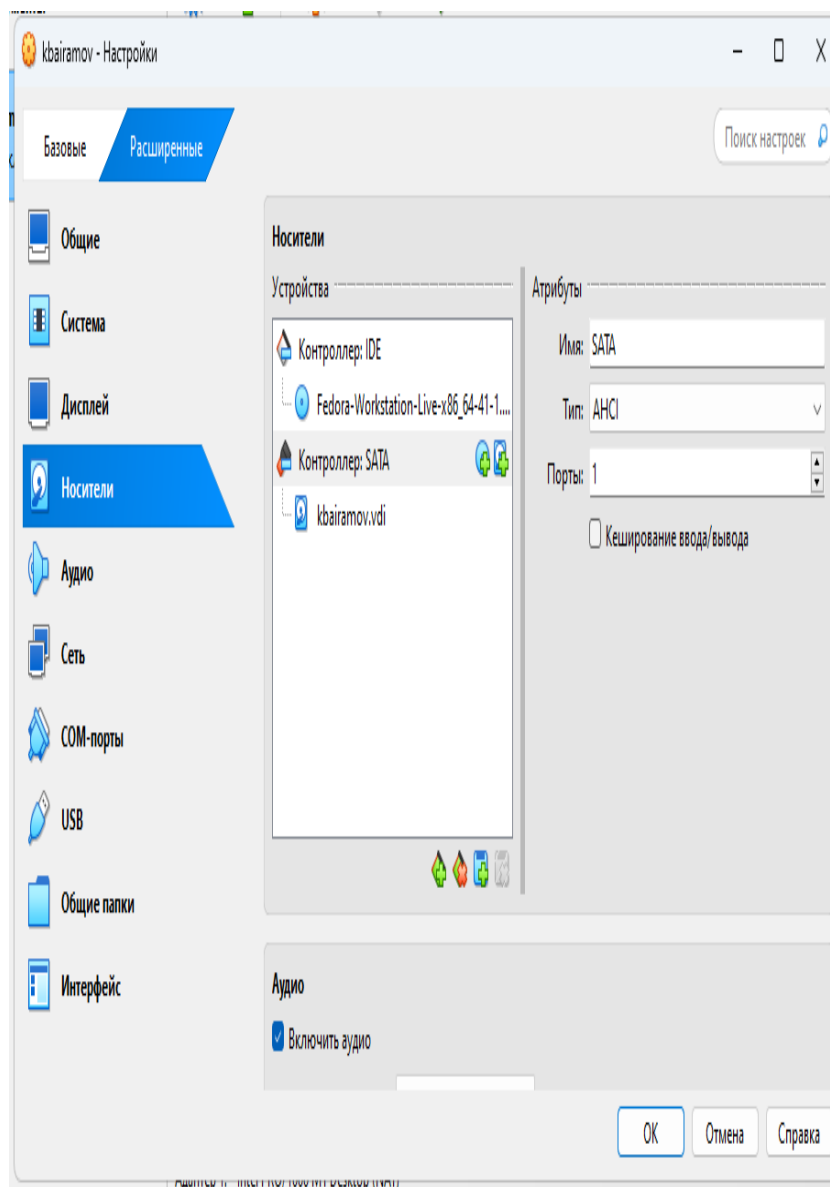 kbairamov - Настройки
Базовые
Расширенные
Поиск настроек
Общие
Система
Дисплей
Носители
Аудио
Сеть
COM-порты
USB
Общие папки
Интерфейс
Носители
Устройства
Контроллер: IDE
Fedora-Workstation-Live-x86_64-41-1....
Контроллер: SATA
kbairamov.vdi
Атрибуты
Имя: SATA
Тип: AHCI
Порты: 1
Кеширование ввода/вывода
Аудио
Включить аудио
OK
Отмена
Справка